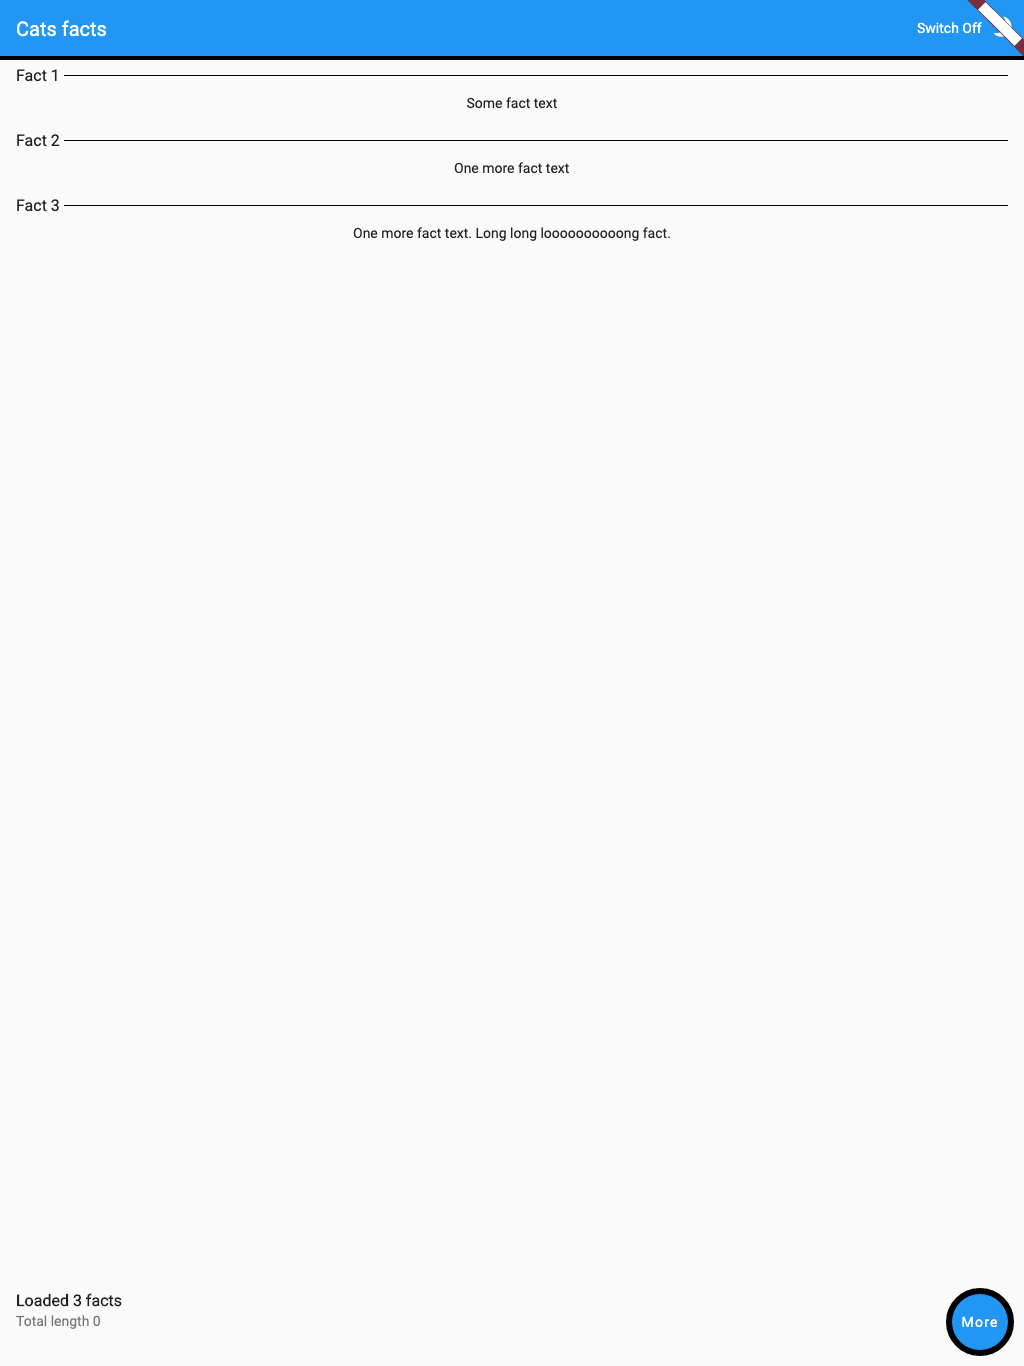 Cats facts
Switch Off
Fact 1
Some fact text
Fact 2
One more fact text
Fact 3
One more fact text. Long long loooooooooong fact.
Loaded 3 facts
Total length 0
More